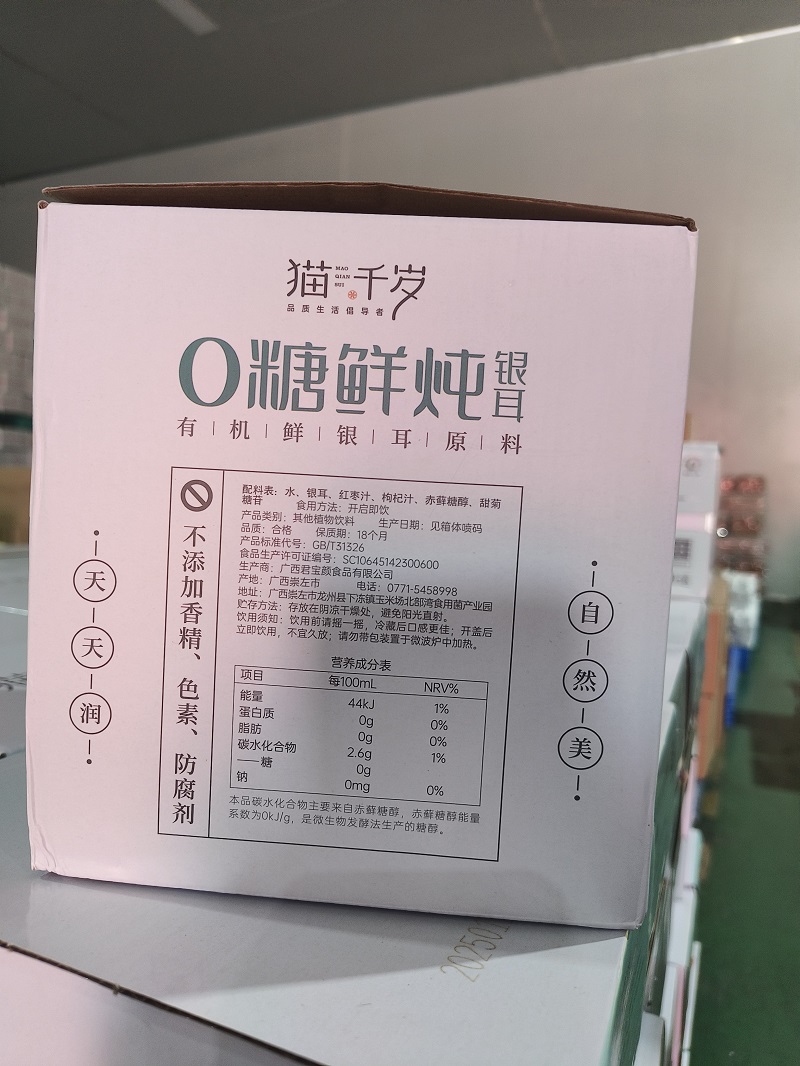 猫千岁
MAO
QIAN
SUI
品质生活倡导者
0糖鲜炖银耳
有|机|鲜|银|耳|原|料
不添加香精、色素、防腐剂
配料表：水、银耳、红枣汁、枸杞汁、赤藓糖醇、甜菊
糖苷 食用方法：开启即饮
产品类别：其他植物饮料 生产日期：见箱体喷码
品质：合格 保质期：18个月
产品标准代号：GB/T31326
食品生产许可证编号：SC10645142300600
生产商：广西君宝颜食品有限公司
产地：广西崇左市 电话：0771-5458998
地址：广西崇左市龙州县下冻镇玉米场北部湾食用菌产业园
贮存方法：存放在阴凉干燥处，避免阳光直射。
饮用须知：饮用前请摇一摇，冷藏后口感更佳；开盖后
立即饮用，不宜久放；请勿带包装置于微波炉中加热。
营养成分表
项目 每100mL NRV%
能量 44kJ 1%
蛋白质 0g 0%
脂肪 0g 0%
碳水化合物 2.6g 1%
——糖 0g
钠 0mg 0%
本品碳水化合物主要来自赤藓糖醇，赤藓糖醇能量
系数为0kJ/g，是微生物发酵法生产的糖醇。
天天润
自然美
20250